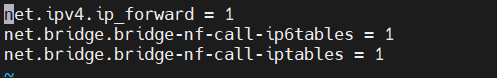 net.ipv4.ip_forward = 1
net.bridge.bridge-nf-call-ip6tables = 1
net.bridge.bridge-nf-call-iptables = 1
~